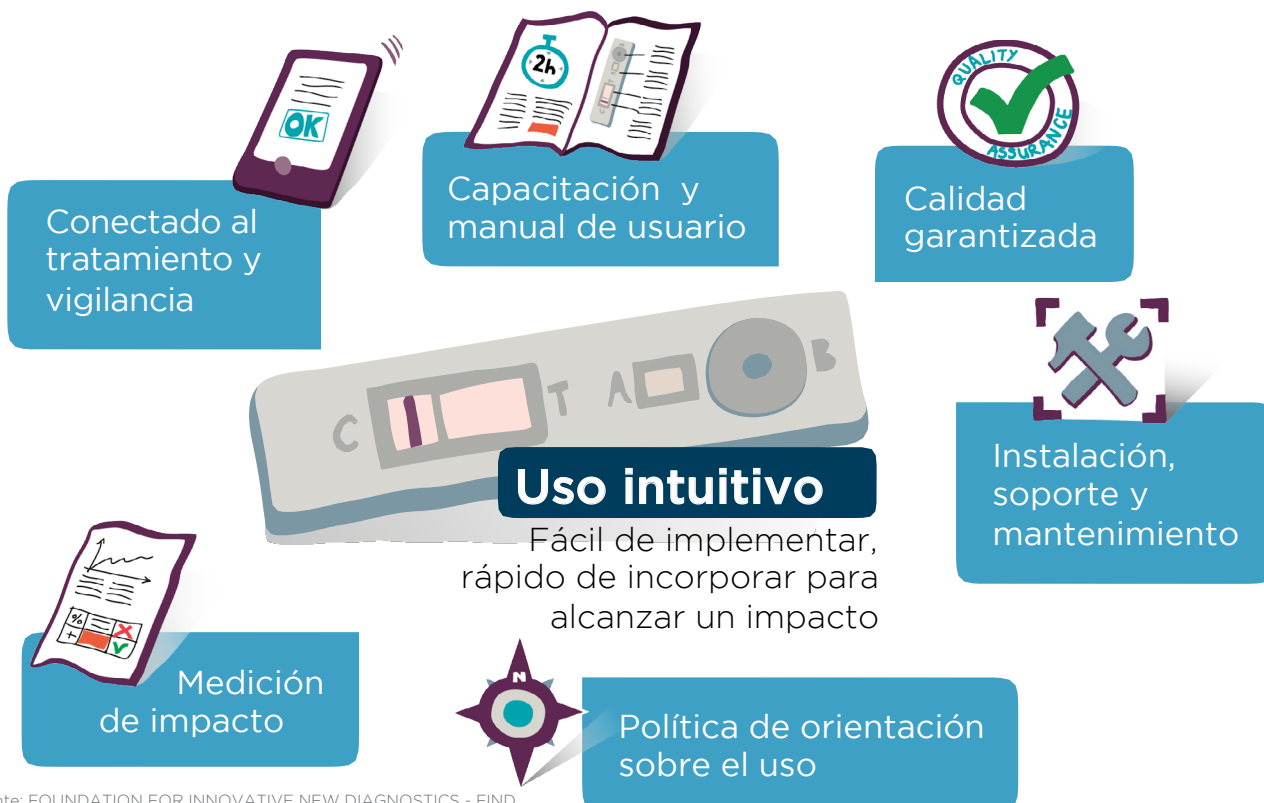 OK
2h
QUALITY
ASSURANCE
Conectado al
tratamiento y
vigilancia
Capacitación y
manual de usuario
Calidad
garantizada
C
T
A
B
Instalación,
soporte y
mantenimiento
Uso intuitivo
Fácil de implementar,
rápido de incorporar para
alcanzar un impacto
%
+
Medición
de impacto
N
Política de orientación
sobre el uso
nte: FOUNDATION FOR INNOVATIVE NEW DIAGNOSTICS - FIND